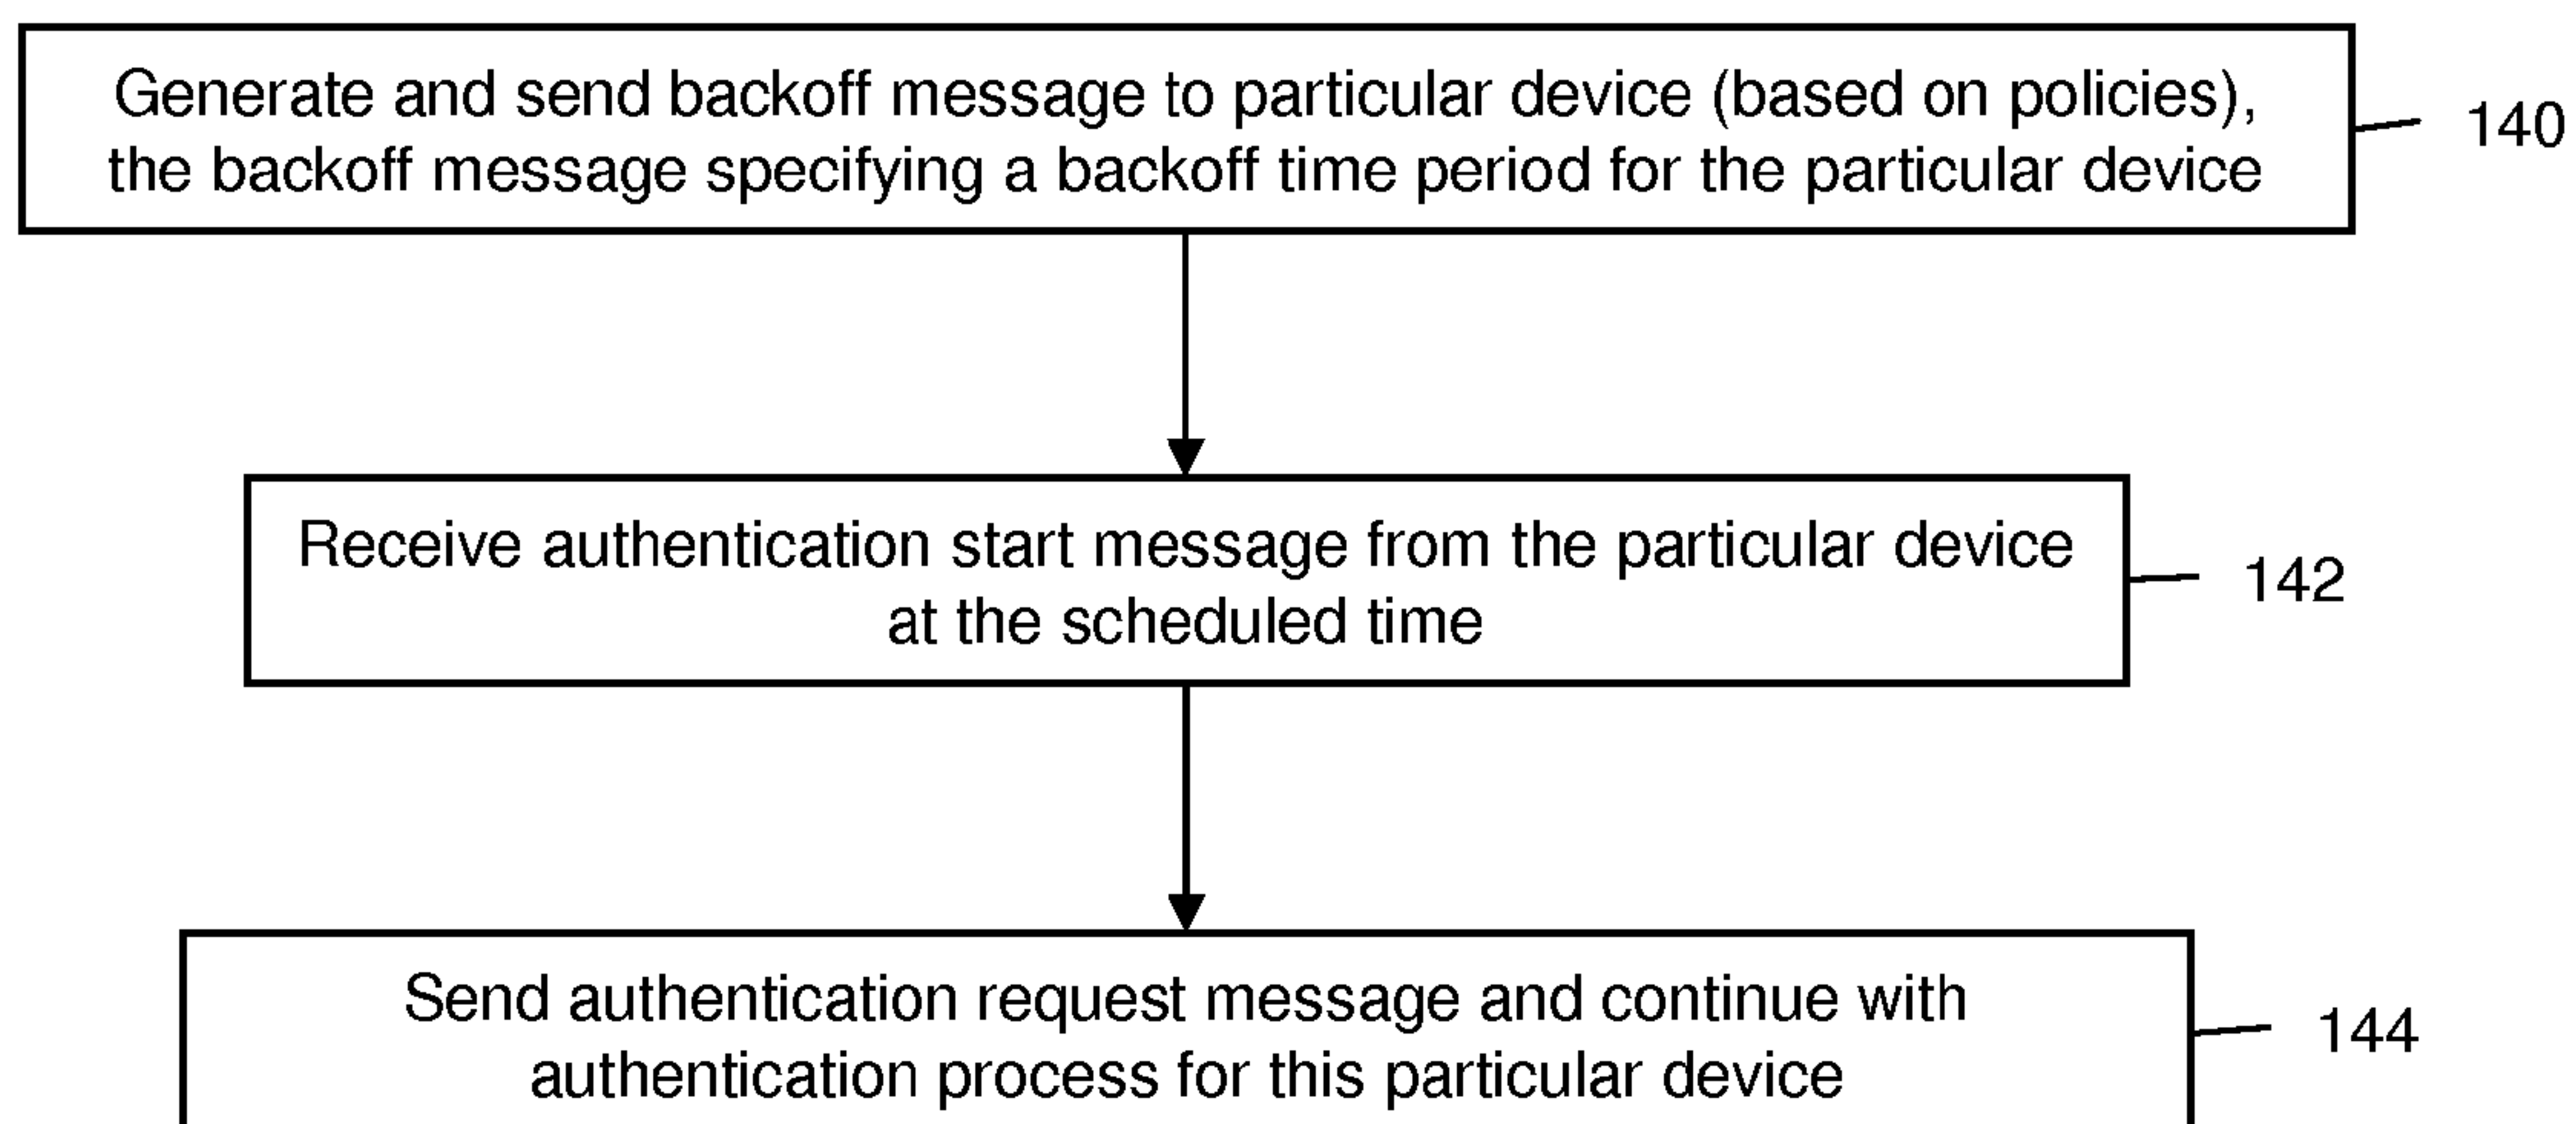 Generate and send backoff message to particular device (based on policies),
the backoff message specifying a backoff time period for the particular device
140
Receive authentication start message from the particular device
at the scheduled time
142
Send authentication request message and continue with
authentication process for this particular device
144